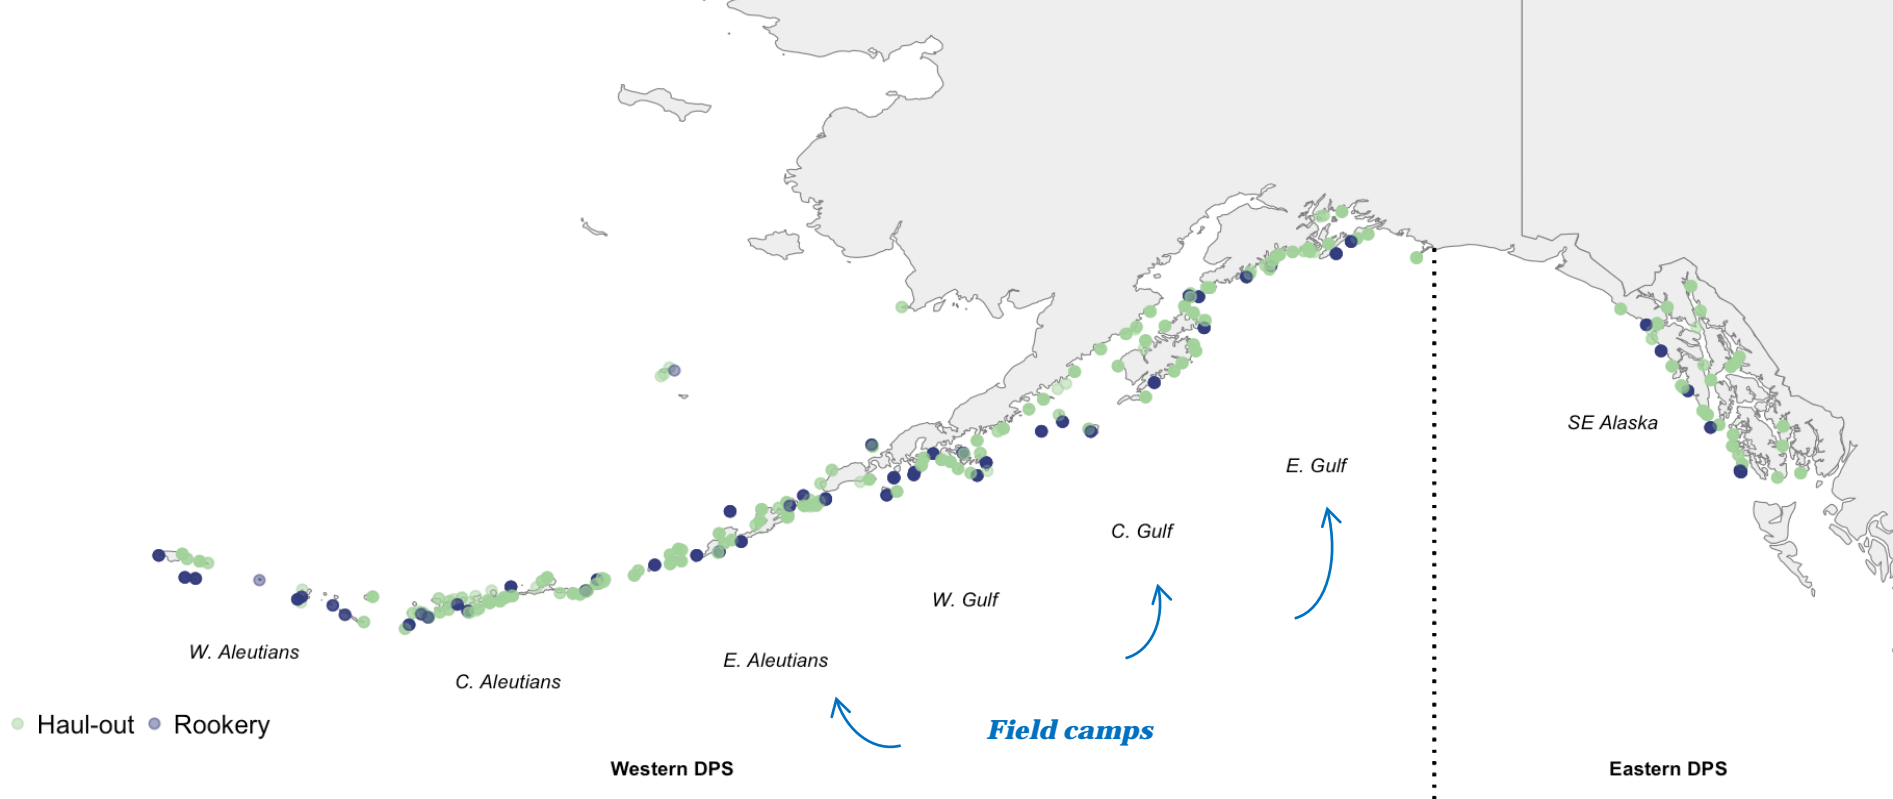 SE Alaska
E. Gulf
C. Gulf
W. Gulf
W. Aleutians
E. Aleutians
C. Aleutians
Haul-out
Rookery
Field camps
Western DPS
Eastern DPS